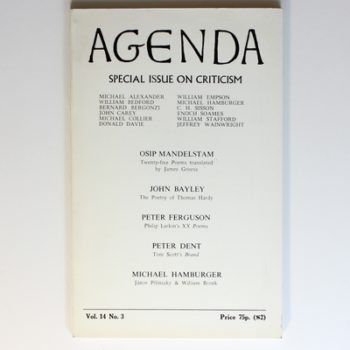 AGENDA
SPECIAL ISSUE ON CRITICISM
MICHAEL ALEXANDER WILLIAM EMPSON
WILLIAM BEDFORD MICHAEL HAMBURGER
BERNARD BERGONZI C. H. SISSON
JOHN CAREY ENOCH SOAMES
MICHAEL COLLIER WILLIAM STAFFORD
DONALD DAVIE JEFFREY WAINWRIGHT
OSIP MANDELSTAM
Twenty-five Poems translated
by James Greene
JOHN BAYLEY
The Poetry of Thomas Hardy
PETER FERGUSON
Philip Larkin's XX Poems
PETER DENT
Tom Scott's Brand
MICHAEL HAMBURGER
János Pilinszky & William Bronk
Vol. 14 No. 3 Price 75p. ($2)